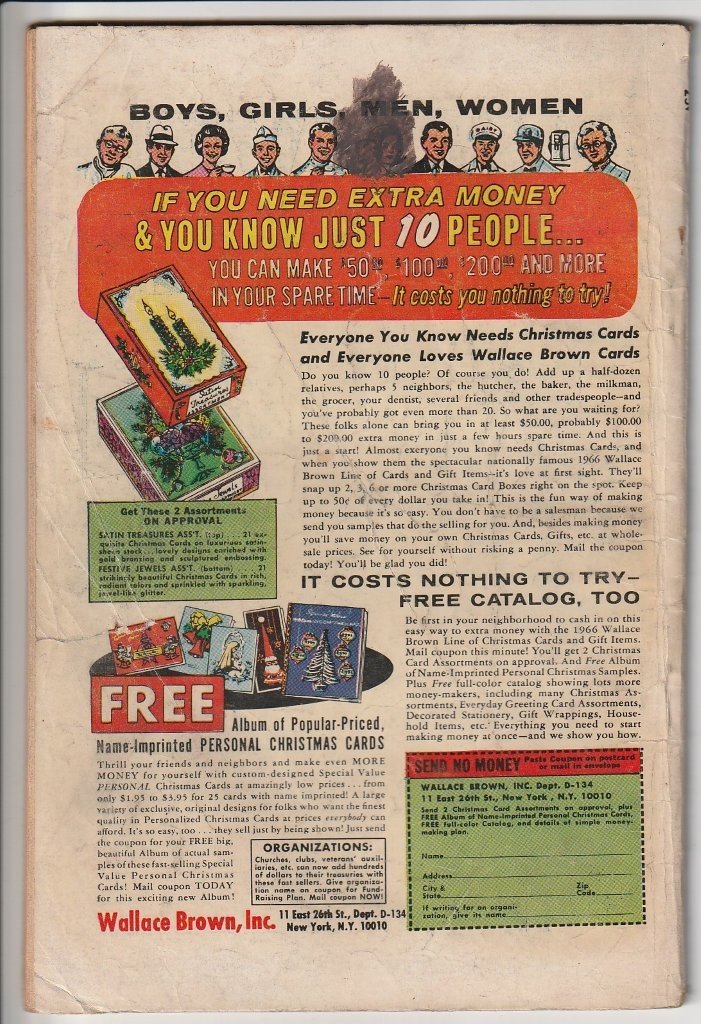 BOYS, GIRLS, MEN, WOMEN
DAIRY
IF YOU NEED EXTRA MONEY
& YOU KNOW JUST 10 PEOPLE...
YOU CAN MAKE $50⁰⁰, $100⁰⁰, $200⁰⁰ AND MORE
IN YOUR SPARE TIME—It costs you nothing to try!
Satin
Treasures
Jewels
Everyone You Know Needs Christmas Cards
and Everyone Loves Wallace Brown Cards
Do you know 10 people? Of course you do! Add up a half-dozen
relatives, perhaps 5 neighbors, the butcher, the baker, the milkman,
the grocer, your dentist, several friends and other tradespeople—and
you've probably got even more than 20. So what are you waiting for?
These folks alone can bring you in at least $50.00, probably $100.00
to $200.00 extra money in just a few hours spare time. And this is
just a start! Almost everyone you know needs Christmas Cards, and
when you show them the spectacular nationally famous 1966 Wallace
Brown Line of Cards and Gift Items—it's love at first sight. They'll
snap up 2, 3, 6 or more Christmas Card Boxes right on the spot. Keep
up to 50¢ of every dollar you take in! This is the fun way of making
money because it's so easy. You don't have to be a salesman because we
send you samples that do the selling for you. And, besides making money
you'll save money on your own Christmas Cards, Gifts, etc. at whole-
sale prices. See for yourself without risking a penny. Mail the coupon
today! You'll be glad you did!
Get These 2 Assortments
ON APPROVAL
SATIN TREASURES ASS'T. (top) . . . 21 ex-
quisite Christmas Cards on luxurious satin-
sheen stock . . . lovely designs enriched with
gold bronzing and sculptured embossing.
FESTIVE JEWELS ASS'T. (bottom) . . . 21
strikingly beautiful Christmas Cards in rich,
radiant colors and sprinkled with sparkling,
jewel-like glitter.
IT COSTS NOTHING TO TRY—
FREE CATALOG, TOO
Be first in your neighborhood to cash in on this
easy way to extra money with the 1966 Wallace
Brown Line of Christmas Cards and Gift Items.
Mail coupon this minute! You'll get 2 Christmas
Card Assortments on approval. And Free Album
of Name-Imprinted Personal Christmas Samples.
Plus Free full-color catalog showing lots more
money-makers, including many Christmas As-
sortments, Everyday Greeting Card Assortments,
Decorated Stationery, Gift Wrappings, House-
hold Items, etc. Everything you need to start
making money at once—and we show you how.
FREE
Album of Popular-Priced,
Name-Imprinted PERSONAL CHRISTMAS CARDS
Thrill your friends and neighbors and make even MORE
MONEY for yourself with custom-designed Special Value
PERSONAL Christmas Cards at amazingly low prices . . . from
only $1.95 to $3.95 for 25 cards with name imprinted! A large
variety of exclusive, original designs for folks who want the finest
quality in Personalized Christmas Cards at prices everybody can
afford. It's so easy, too . . . they sell just by being shown! Just send
the coupon for your FREE big,
beautiful Album of actual sam-
ples of these fast-selling Special
Value Personal Christmas
Cards! Mail coupon TODAY
for this exciting new Album!
ORGANIZATIONS:
Churches, clubs, veterans' auxil-
iaries, etc. can now add hundreds
of dollars to their treasuries with
these fast sellers. Give organiza-
tion name on coupon for Fund-
Raising Plan. Mail coupon NOW!
Wallace Brown, Inc. 11 East 26th St., Dept. D-134
New York, N.Y. 10010
SEND NO MONEY Paste Coupon on postcard
or mail in envelope
WALLACE BROWN, INC. Dept. D-134
11 East 26th St., New York, N.Y. 10010
Send 2 Christmas Card Assortments on approval, plus
FREE Album of Name-Imprinted Personal Christmas Cards,
FREE full-color Catalog, and details of simple money-
making plan.
Name
Address
City & State Zip Code
If writing for an organi-
zation, give its name